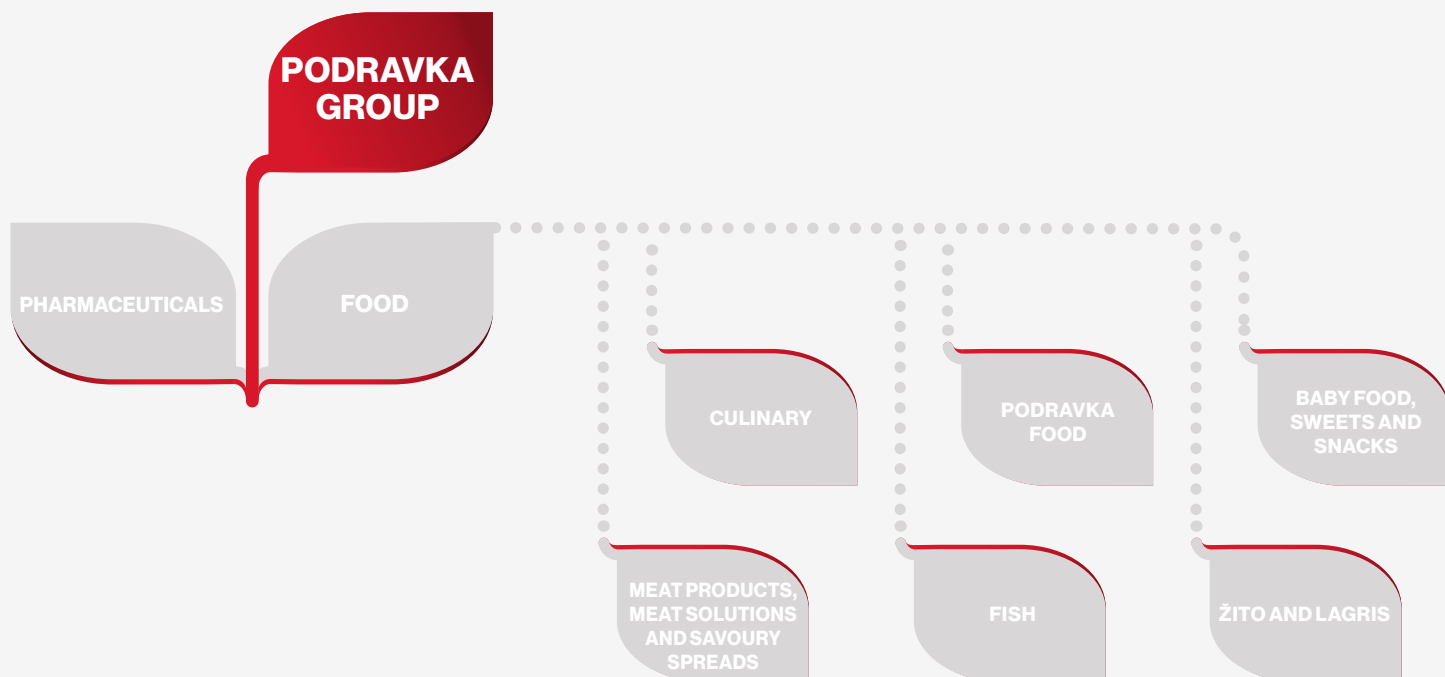 PODRAVKA
GROUP
PHARMACEUTICALS
FOOD
CULINARY
PODRAVKA
FOOD
BABY FOOD,
SWEETS AND
SNACKS
MEAT PRODUCTS,
MEAT SOLUTIONS
AND SAVOURY
SPREADS
FISH
ŽITO AND LAGRIS